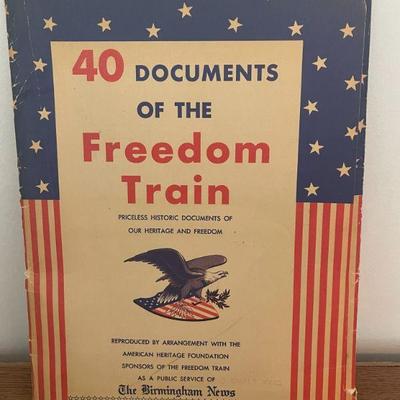 40 DOCUMENTS
OF THE
Freedom
Train
PRICELESS HISTORIC DOCUMENTS OF
OUR HERITAGE AND FREEDOM
REPRODUCED BY ARRANGEMENT WITH THE
AMERICAN HERITAGE FOUNDATION
SPONSORS OF THE FREEDOM TRAIN
AS A PUBLIC SERVICE OF
The Birmingham News